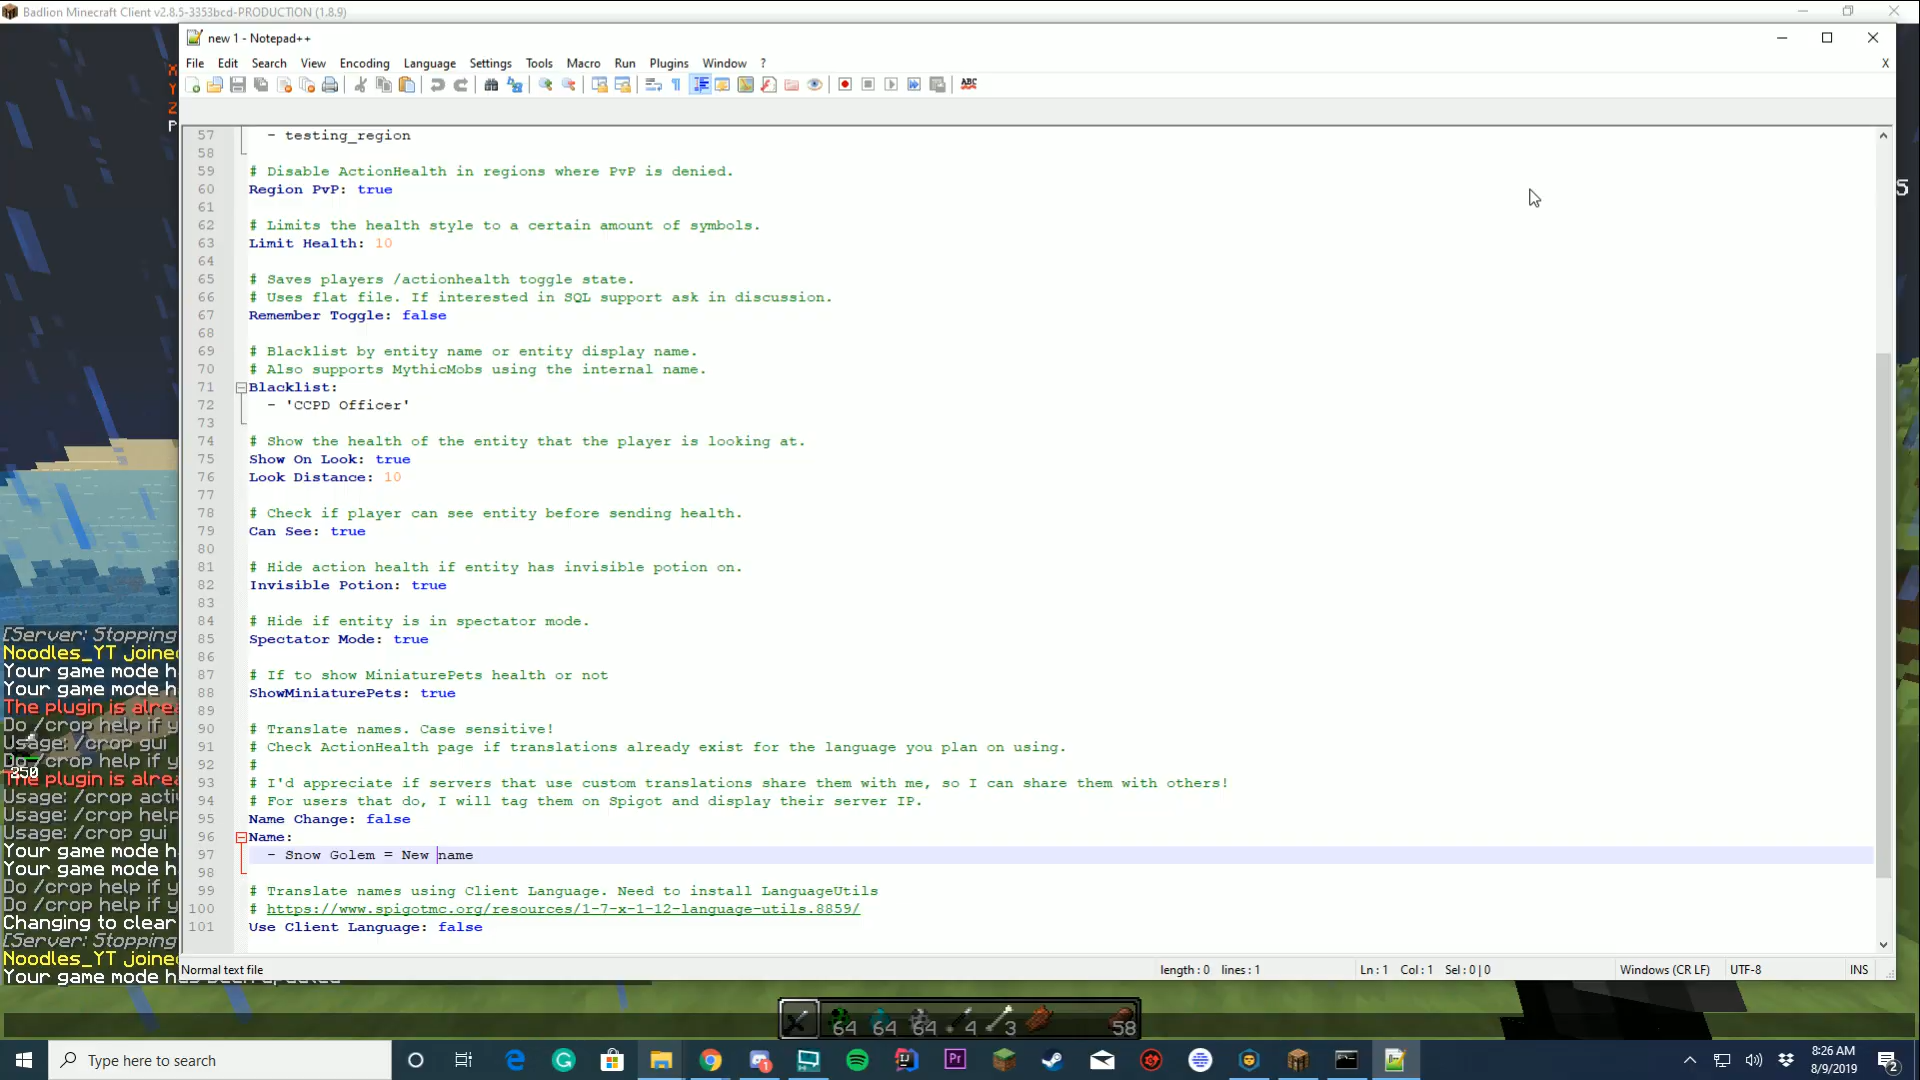 Badlion Minecraft Client v2.8.5-3353bcd-PRODUCTION (1.8.9)
new 1 - Notepad++
File Edit Search View Encoding Language Settings Tools Macro Run Plugins Window ? X
ABC
57 - testing_region
58
59 # Disable ActionHealth in regions where PvP is denied.
60 Region PvP: true
61
62 # Limits the health style to a certain amount of symbols.
63 Limit Health: 10
64
65 # Saves players /actionhealth toggle state.
66 # Uses flat file. If interested in SQL support ask in discussion.
67 Remember Toggle: false
68
69 # Blacklist by entity name or entity display name.
70 # Also supports MythicMobs using the internal name.
71 Blacklist:
72 - 'CCPD Officer'
73
74 # Show the health of the entity that the player is looking at.
75 Show On Look: true
76 Look Distance: 10
77
78 # Check if player can see entity before sending health.
79 Can See: true
80
81 # Hide action health if entity has invisible potion on.
82 Invisible Potion: true
83
84 # Hide if entity is in spectator mode.
85 Spectator Mode: true
86
87 # If to show MiniaturePets health or not
88 ShowMiniaturePets: true
89
90 # Translate names. Case sensitive!
91 # Check ActionHealth page if translations already exist for the language you plan on using.
92 #
93 # I'd appreciate if servers that use custom translations share them with me, so I can share them with others!
94 # For users that do, I will tag them on Spigot and display their server IP.
95 Name Change: false
96 Name:
97 - Snow Golem = New name
98
99 # Translate names using Client Language. Need to install LanguageUtils
100 # https://www.spigotmc.org/resources/1-7-x-1-12-language-utils.8859/
101 Use Client Language: false
Normal text file length : 0 lines : 1 Ln : 1 Col : 1 Sel : 0 | 0 Windows (CR LF) UTF-8 INS
X
Y
Z
P
5
[Server: Stopping
Noodles_YT joined
Your game mode h
Your game mode h
The plugin is alrea
Do /crop help if y
Usage: /crop gui
Do /crop help if y
250
The plugin is alrea
Usage: /crop acti
Usage: /crop help
Usage: /crop gui
Your game mode h
Your game mode h
Do /crop help if y
Do /crop help if y
Changing to clear
[Server: Stopping
Noodles_YT joined
Your game mode has been updated
64 64 64 4 3 58
Type here to search
Pr
1
8:26 AM
8/9/2019
2